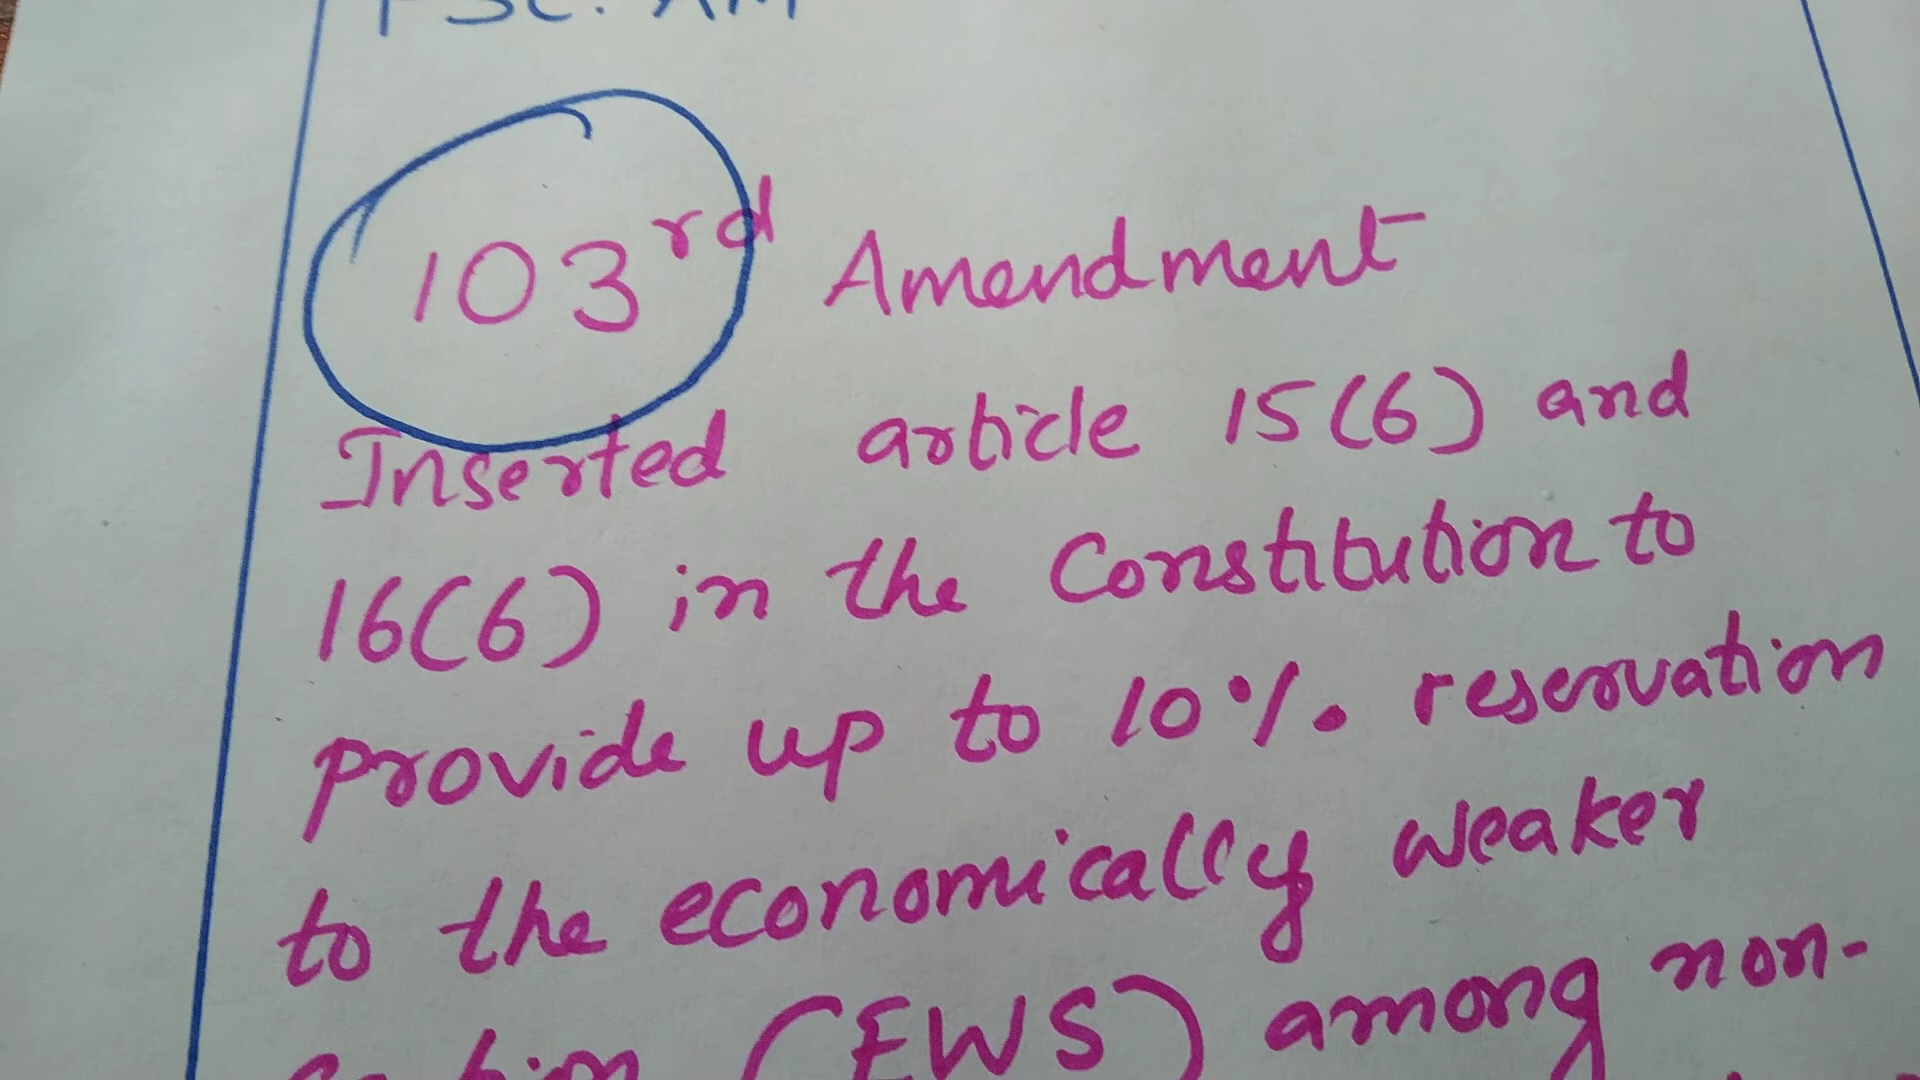 103rd Amendment
Inserted article 15(6) and
16(6) in the Constitution to
provide up to 10%. reservation
to the economically weaker
(EWS) among non-